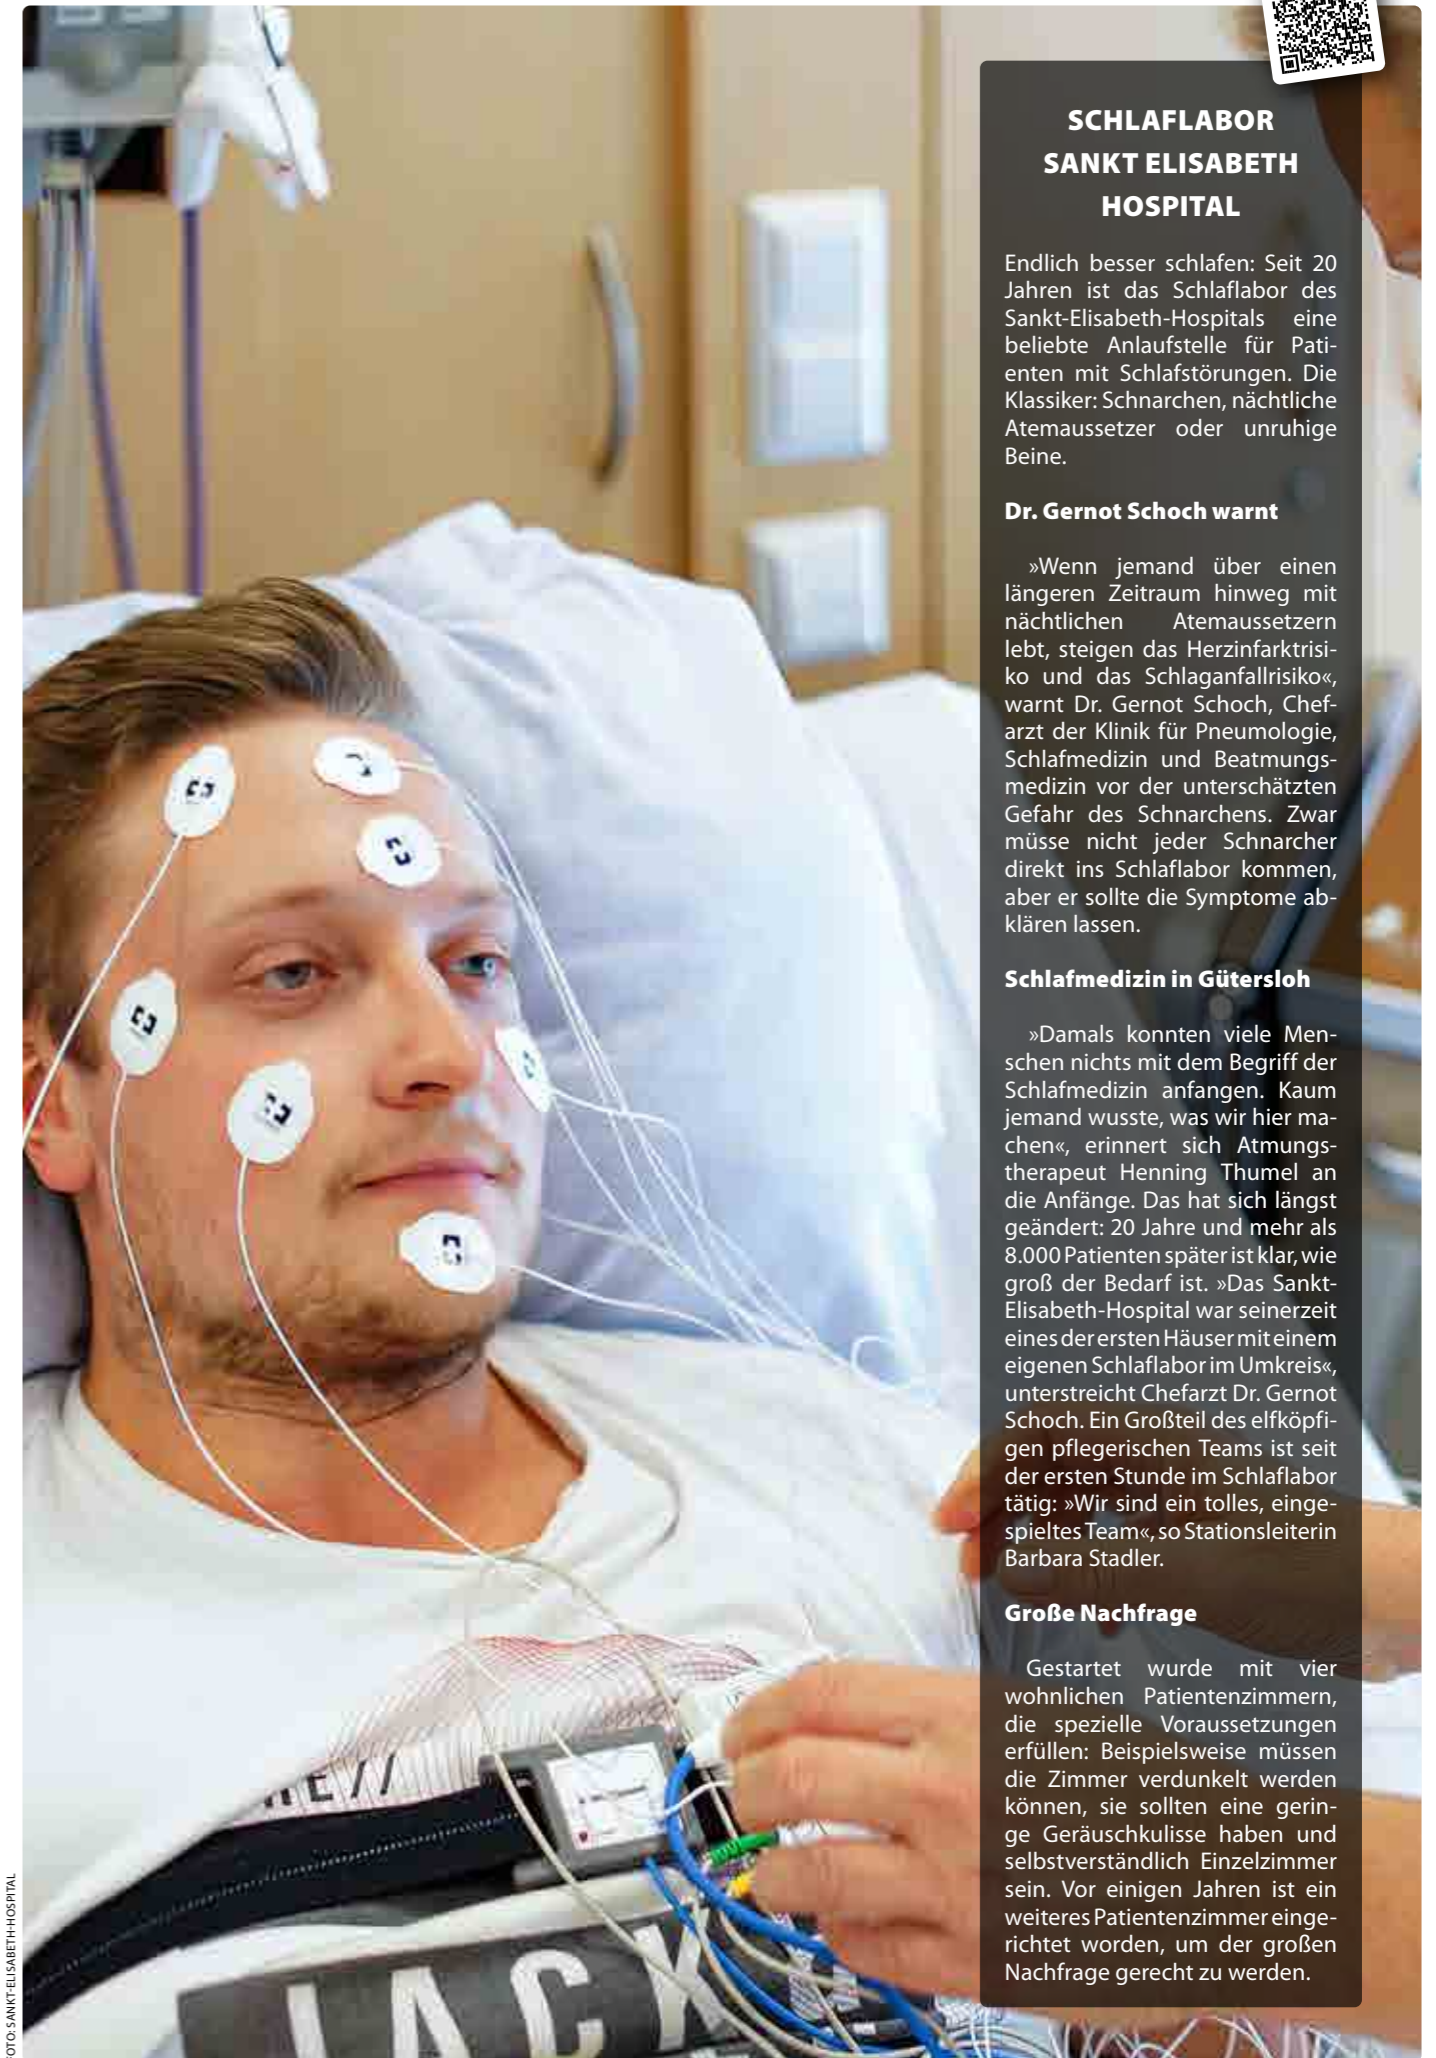 SCHLAFLABOR
SANKT ELISABETH
HOSPITAL
Endlich besser schlafen: Seit 20
Jahren ist das Schlaflabor des
Sankt-Elisabeth-Hospitals eine
beliebte Anlaufstelle für Pati-
enten mit Schlafstörungen. Die
Klassiker: Schnarchen, nächtliche
Atemaussetzer oder unruhige
Beine.
Dr. Gernot Schoch warnt
»Wenn jemand über einen
längeren Zeitraum hinweg mit
nächtlichen Atemaussetzern
lebt, steigen das Herzinfarktrisi-
ko und das Schlaganfallrisiko«,
warnt Dr. Gernot Schoch, Chef-
arzt der Klinik für Pneumologie,
Schlafmedizin und Beatmungs-
medizin vor der unterschätzten
Gefahr des Schnarchens. Zwar
müsse nicht jeder Schnarcher
direkt ins Schlaflabor kommen,
aber er sollte die Symptome ab-
klären lassen.
Schlafmedizin in Gütersloh
»Damals konnten viele Men-
schen nichts mit dem Begriff der
Schlafmedizin anfangen. Kaum
jemand wusste, was wir hier ma-
chen«, erinnert sich Atmungs-
therapeut Henning Thumel an
die Anfänge. Das hat sich längst
geändert: 20 Jahre und mehr als
8.000 Patienten später ist klar, wie
groß der Bedarf ist. »Das Sankt-
Elisabeth-Hospital war seinerzeit
eines der ersten Häuser mit einem
eigenen Schlaflabor im Umkreis«,
unterstreicht Chefarzt Dr. Gernot
Schoch. Ein Großteil des elfköpfi-
gen pflegerischen Teams ist seit
der ersten Stunde im Schlaflabor
tätig: »Wir sind ein tolles, einge-
spieltes Team«, so Stationsleiterin
Barbara Stadler.
Große Nachfrage
Gestartet wurde mit vier
wohnlichen Patientenzimmern,
die spezielle Voraussetzungen
erfüllen: Beispielsweise müssen
die Zimmer verdunkelt werden
können, sie sollten eine gerin-
ge Geräuschkulisse haben und
selbstverständlich Einzelzimmer
sein. Vor einigen Jahren ist ein
weiteres Patientenzimmer einge-
richtet worden, um der großen
Nachfrage gerecht zu werden.
JACK
FOTO: SANKT-ELISABETH-HOSPITAL